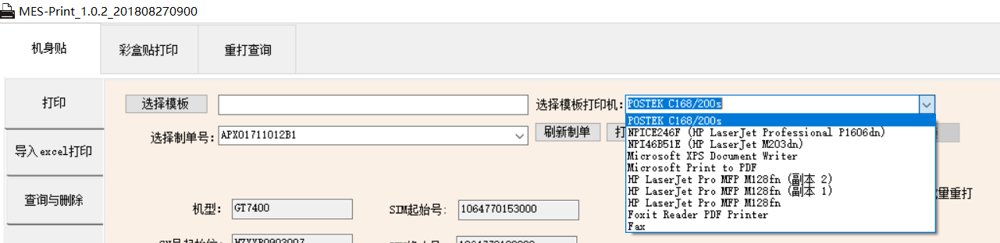 MES-Print_1.0.2_201808270900
机身贴 彩盒贴打印 重打查询
打印 选择模板 选择模板打印机: POSTEK C168/200s
POSTEK C168/200s
选择制单号: APX01711012B1 刷新制单
NPICE246F (HP LaserJet Professional P1606dn)
NPI46B51E (HP LaserJet M203dn)
导入excel打印
Microsoft XPS Document Writer
Microsoft Print to PDF
HP LaserJet Pro MFP M128fn (副本 2)
HP LaserJet Pro MFP M128fn (副本 1)
重打
查询与删除
HP LaserJet Pro MFP M128fn
机型: GT7400 SIM起始号: 1064770153000
Foxit Reader PDF Printer
Fax